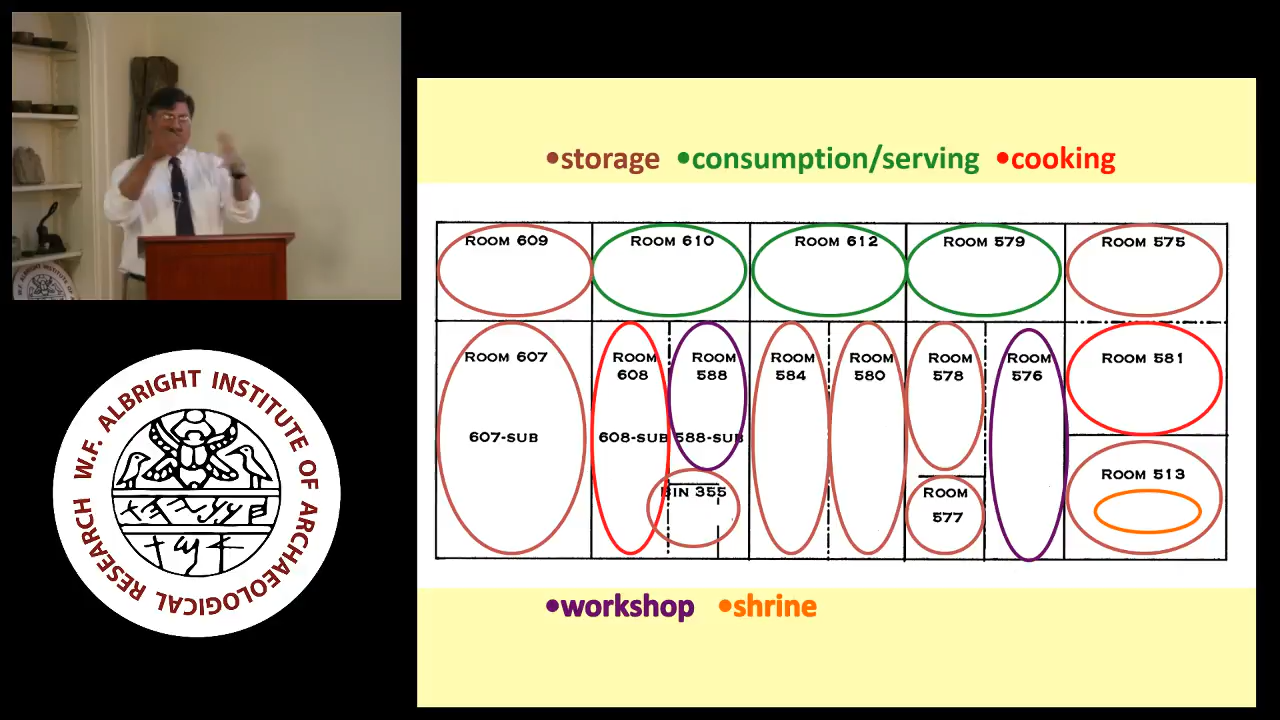 •storage •consumption/serving •cooking
ROOM 609 ROOM 610 ROOM 612 ROOM 579 ROOM 575
ROOM 607 ROOM 608 ROOM 588 ROOM 584 ROOM 580 ROOM 578 ROOM 576 ROOM 581
607-SUB 608-SUB 588-SUB
ROOM 513
BIN 355 ROOM 577
•workshop •shrine
W.F. ALBRIGHT INSTITUTE OF ARCHAEOLOGICAL RESEARCH